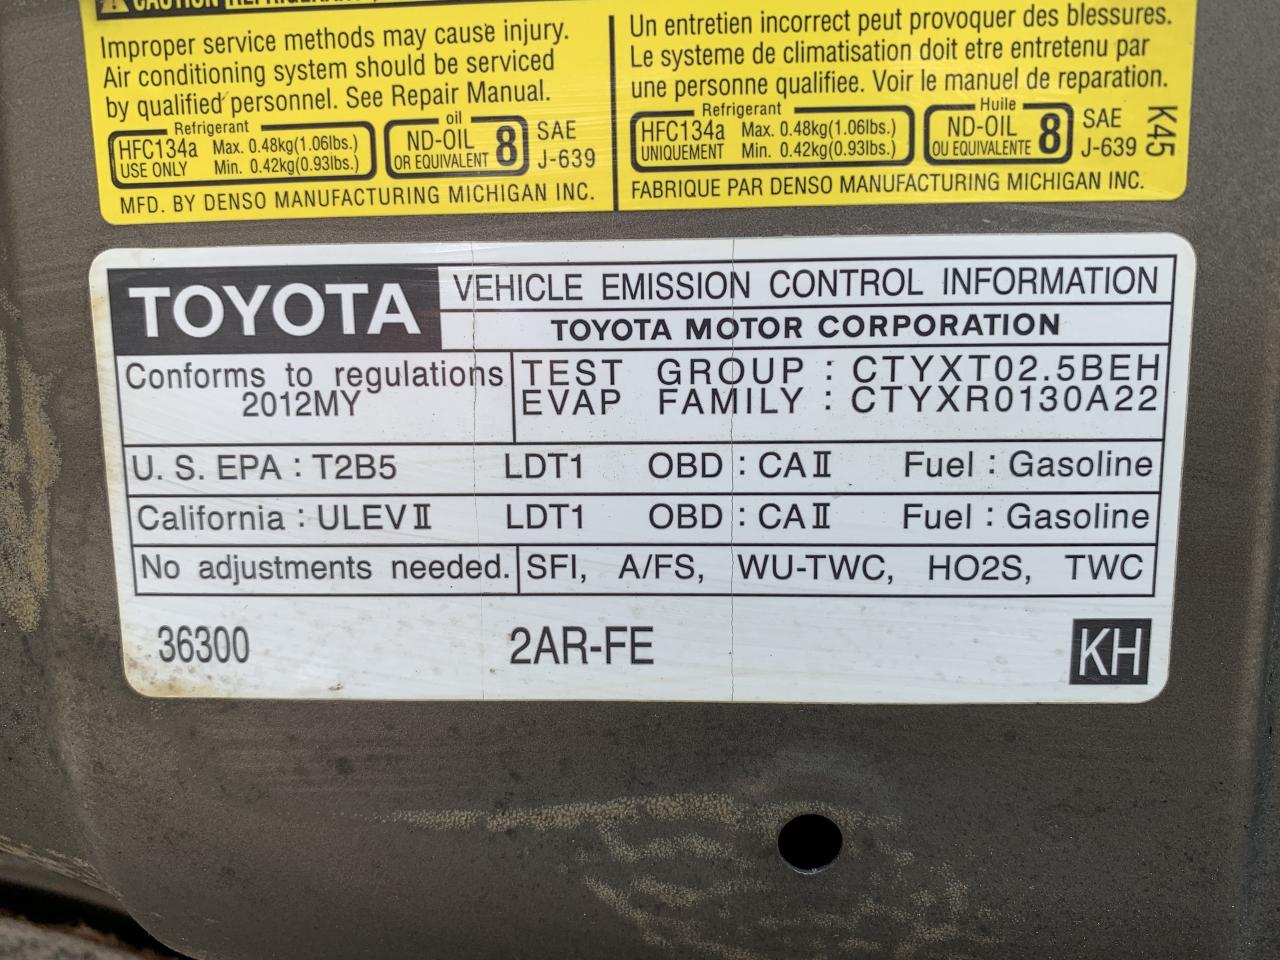 CAUTION
Improper service methods may cause injury.
Air conditioning system should be serviced
by qualified personnel. See Repair Manual.
Refrigerant
HFC134a Max. 0.48kg(1.06lbs.)
USE ONLY Min. 0.42kg(0.93lbs.)
oil
ND-OIL 8
OR EQUIVALENT
SAE
J-639
MFD. BY DENSO MANUFACTURING MICHIGAN INC.
Un entretien incorrect peut provoquer des blessures.
Le systeme de climatisation doit etre entretenu par
une personne qualifiee. Voir le manuel de reparation.
Refrigerant
HFC134a Max. 0.48kg(1.06lbs.)
UNIQUEMENT Min. 0.42kg(0.93lbs.)
Huile
ND-OIL 8
OU EQUIVALENTE
SAE
J-639
K45
FABRIQUE PAR DENSO MANUFACTURING MICHIGAN INC.
TOYOTA
VEHICLE EMISSION CONTROL INFORMATION
TOYOTA MOTOR CORPORATION
Conforms to regulations
2012MY
TEST GROUP : CTYXT02.5BEH
EVAP FAMILY : CTYXR0130A22
U. S. EPA : T2B5 LDT1 OBD : CAⅡ Fuel : Gasoline
California : ULEVⅡ LDT1 OBD : CAⅡ Fuel : Gasoline
No adjustments needed. SFI, A/FS, WU-TWC, HO2S, TWC
36300 2AR-FE KH